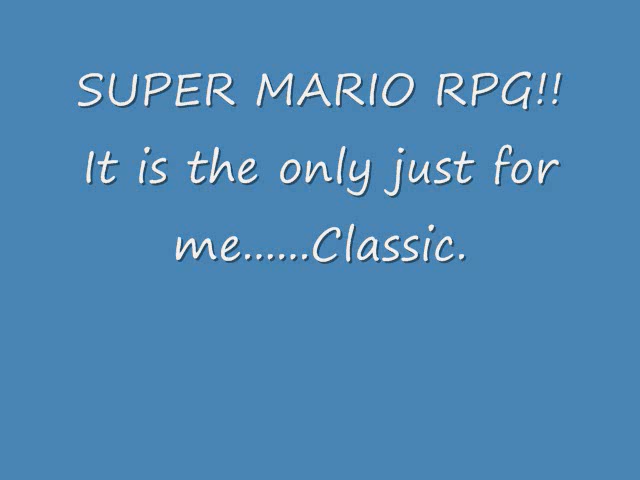 SUPER MARIO RPG!!
It is the only just for
me......Classic.